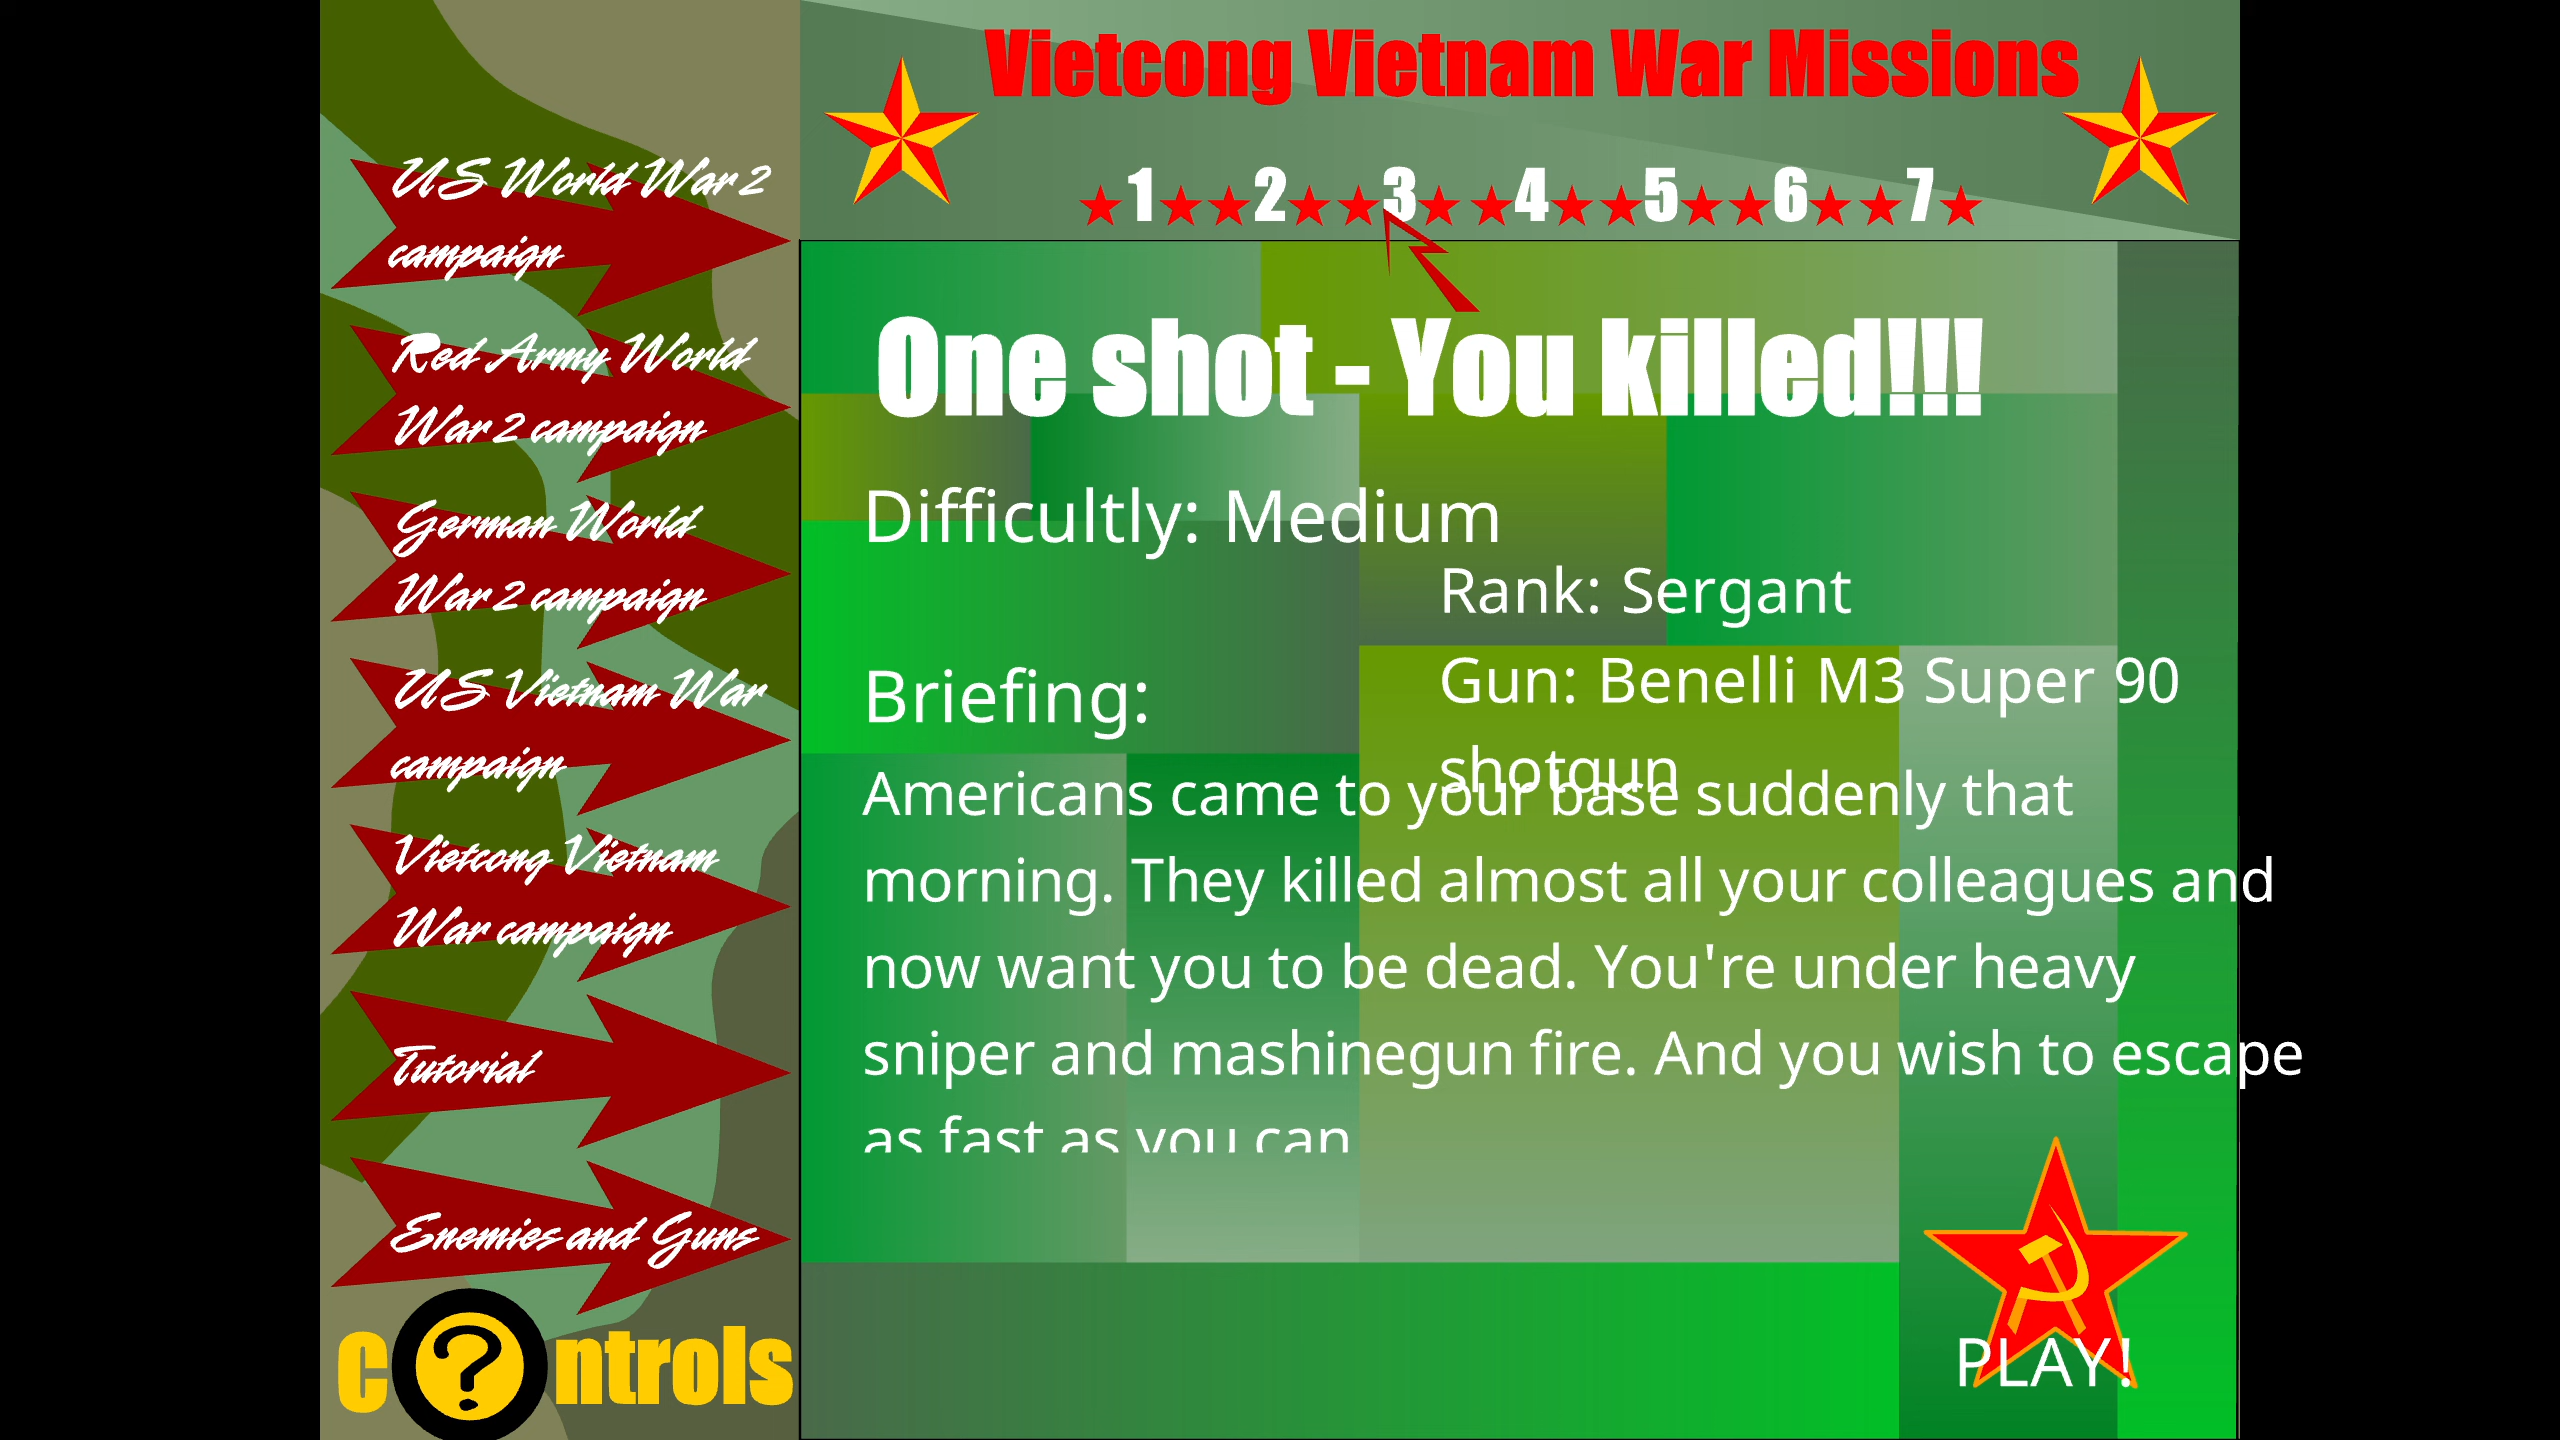 Vietcong Vietnam War Missions
1 2 3 4 5 6 7
US World War 2
campaign
Red Army World
War 2 campaign
German World
War 2 campaign
US Vietnam War
campaign
Vietcong Vietnam
War campaign
Tutorial
Enemies and Guns
c?ntrols
One shot - You killed!!!
Difficultly: Medium
Rank: Sergant
Gun: Benelli M3 Super 90
shotgun
Briefing:
Americans came to your base suddenly that
morning. They killed almost all your colleagues and
now want you to be dead. You're under heavy
sniper and mashinegun fire. And you wish to escape
as fast as you can
PLAY!